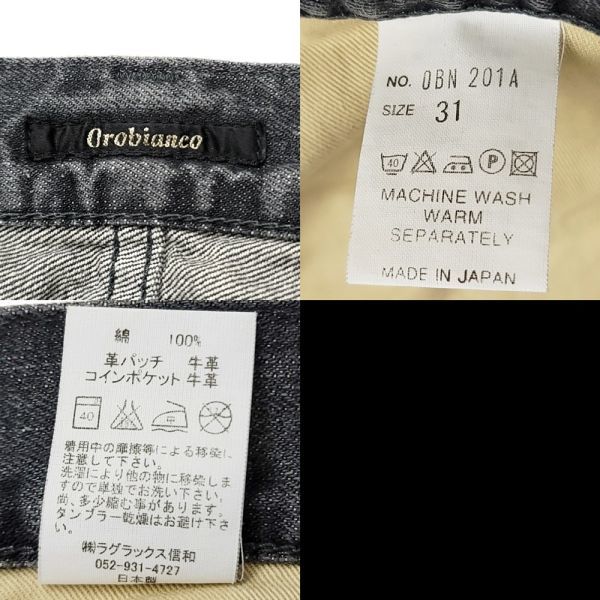 Orobianco
NO. OBN 201A
SIZE 31
40 P
MACHINE WASH
WARM
SEPARATELY
MADE IN JAPAN
綿 100%
革パッチ 牛革
コインポケット 牛革
40
着用中の摩擦等による移染に
注意して下さい。
洗濯により他の物に移染しま
すので単独でお洗い下さい。
尚、多少縮む事があります。
タンブラー乾燥はお避け下
さい。
㈱ラグラックス信和
052-931-4727
日本製